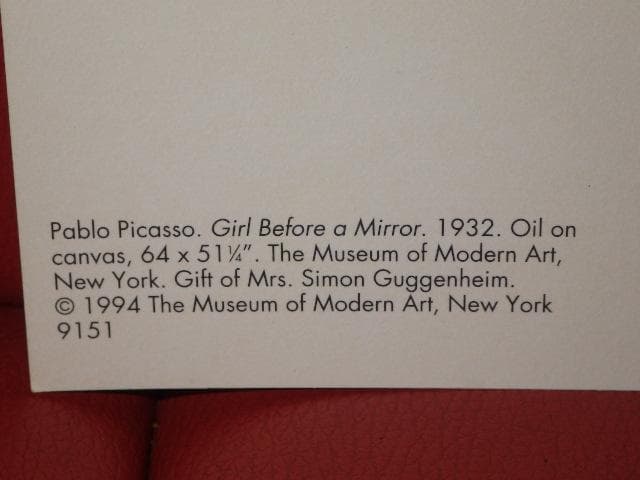 Pablo Picasso. Girl Before a Mirror. 1932. Oil on
canvas, 64 x 51¼”. The Museum of Modern Art,
New York. Gift of Mrs. Simon Guggenheim.
© 1994 The Museum of Modern Art, New York
9151